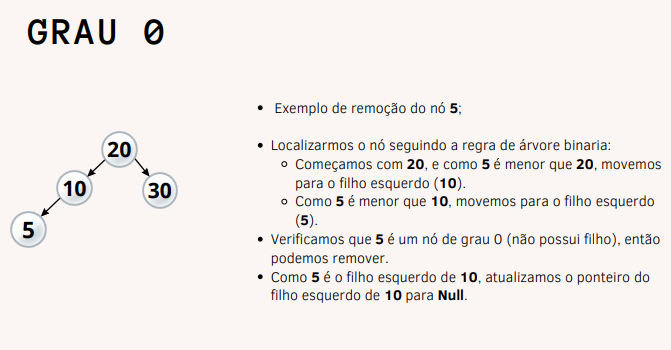 GRAU 0
20
10
30
5
• Exemplo de remoção do nó 5;
• Localizarmos o nó seguindo a regra de árvore binaria:
◦ Começamos com 20, e como 5 é menor que 20, movemos
para o filho esquerdo (10).
◦ Como 5 é menor que 10, movemos para o filho esquerdo
(5).
• Verificamos que 5 é um nó de grau 0 (não possui filho), então
podemos remover.
• Como 5 é o filho esquerdo de 10, atualizamos o ponteiro do
filho esquerdo de 10 para Null.